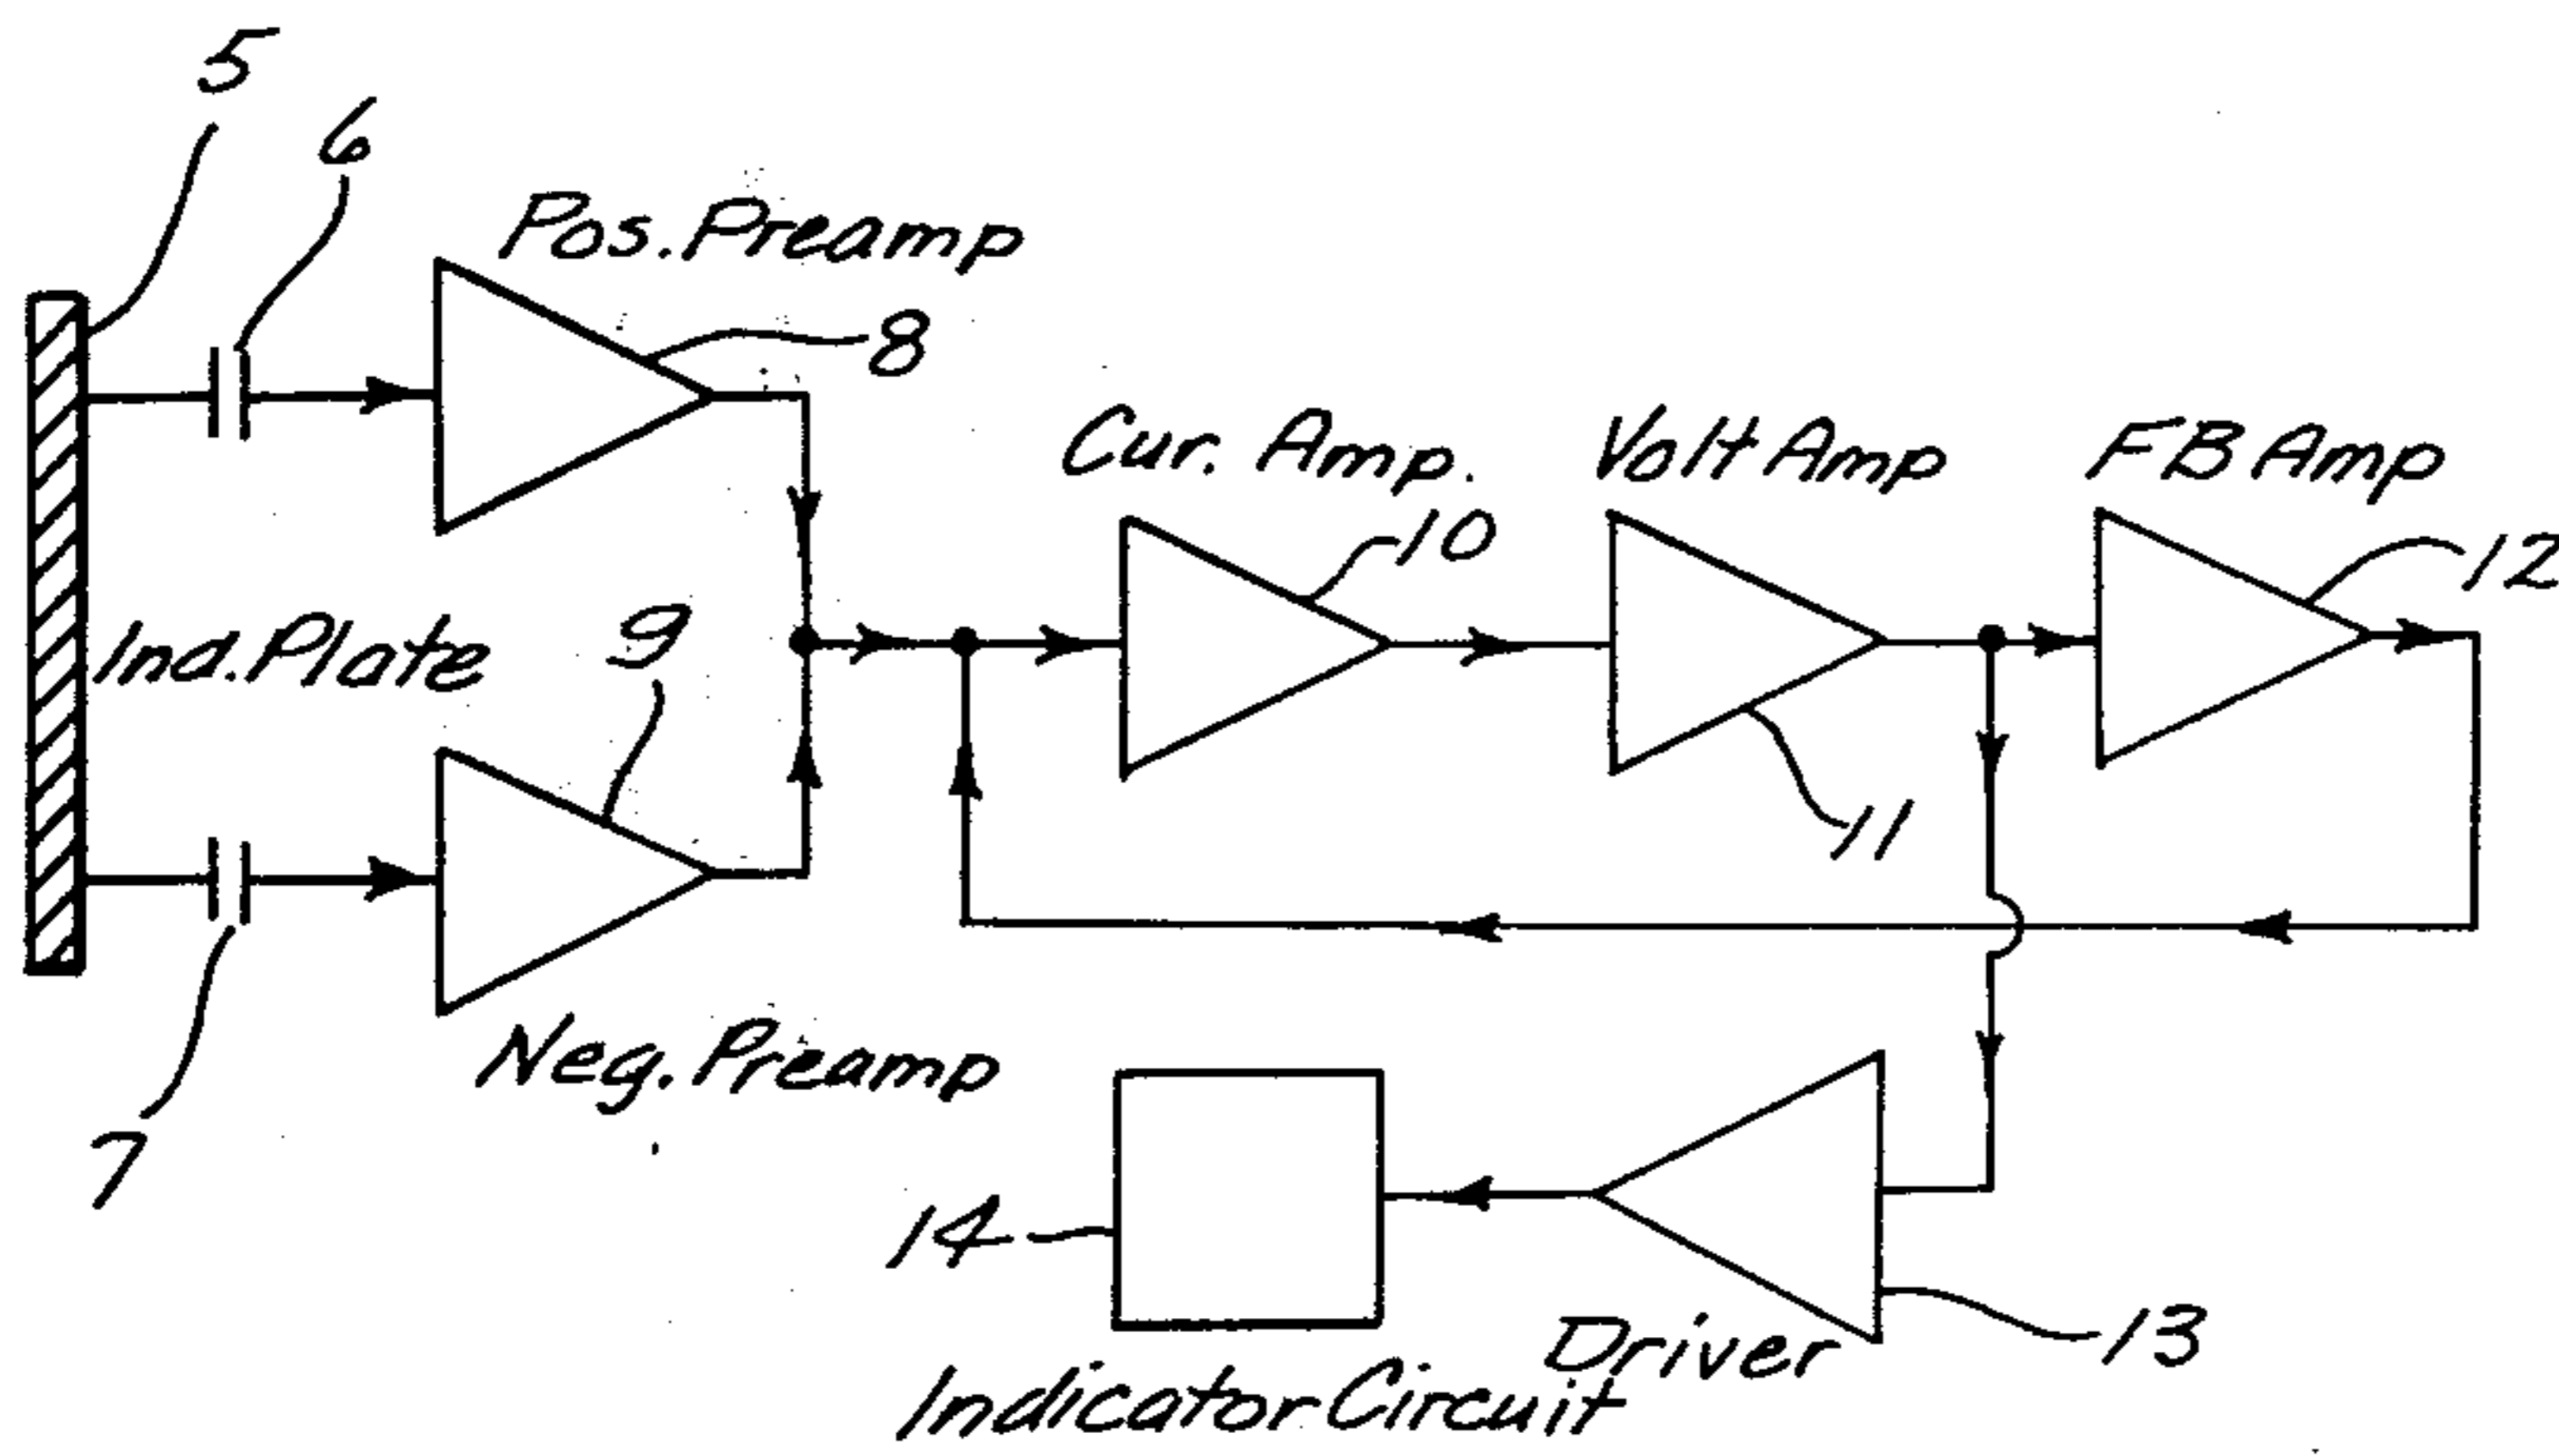 5
6
Pos. Preamp
8
Cur. Amp.
Volt Amp
FB Amp
10
12
Ind. Plate
9
11
Neg. Preamp
7
14
13
Driver
Indicator Circuit